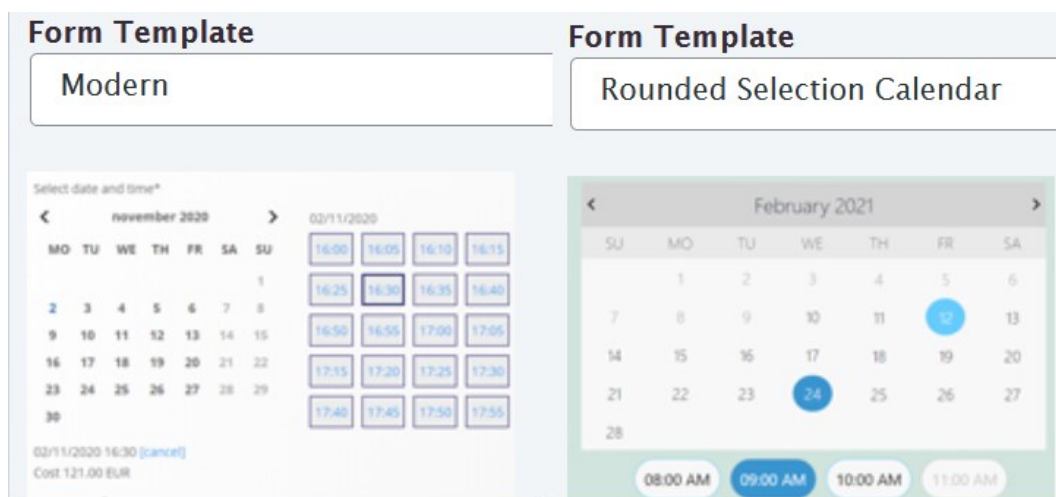 Form Template
Modern
Select date and time*
november 2020
MO TU WE TH FR SA SU
1
2 3 4 5 6 7 8
9 10 11 12 13 14 15
16 17 18 19 20 21 22
23 24 25 26 27 28 29
30
02/11/2020
16:00 16:05 16:10 16:15
16:25 16:30 16:35 16:40
16:50 16:55 17:00 17:05
17:15 17:20 17:25 17:30
17:40 17:45 17:50 17:55
02/11/2020 16:30 [cancel]
Cost 121.00 EUR
Form Template
Rounded Selection Calendar
February 2021
SU MO TU WE TH FR SA
1 2 3 4 5 6
7 8 9 10 11 12 13
14 15 16 17 18 19 20
21 22 23 24 25 26 27
28
08:00 AM 09:00 AM 10:00 AM 11:00 AM